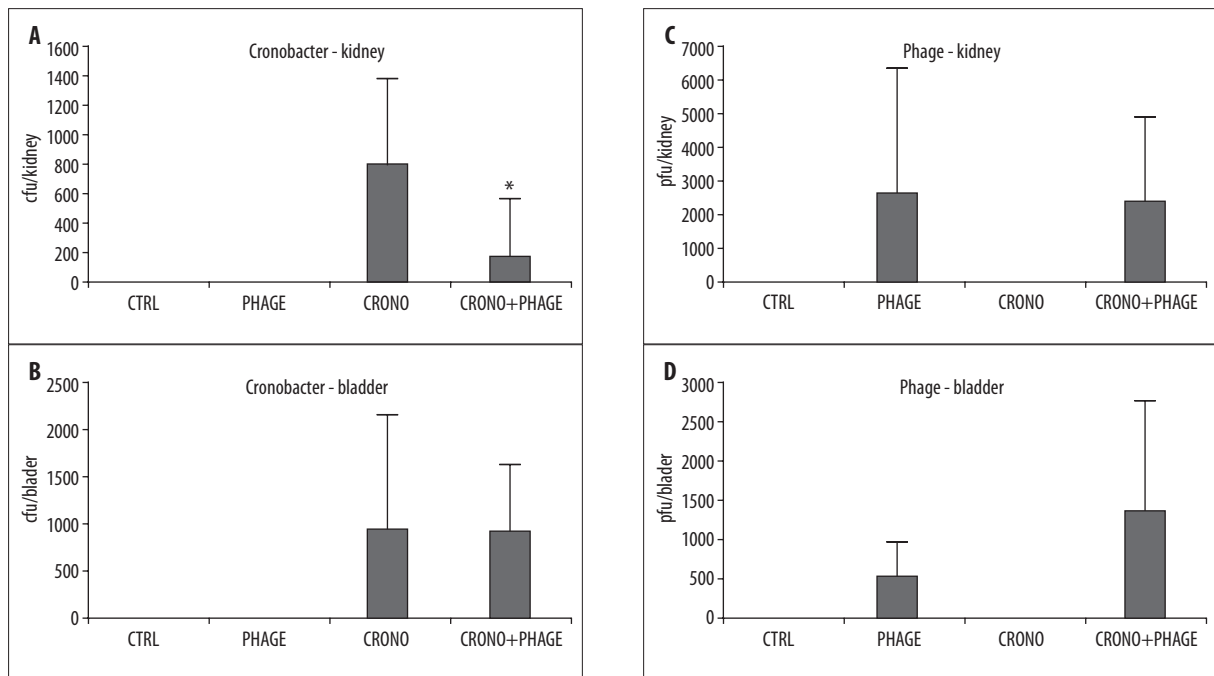 A
Cronobacter - kidney
cfu/kidney
1600
1400
1200
1000
800
600
400
200
0
*
CTRL PHAGE CRONO CRONO+PHAGE
B
Cronobacter - bladder
cfu/blader
2500
2000
1500
1000
500
0
CTRL PHAGE CRONO CRONO+PHAGE
C
Phage - kidney
pfu/kidney
7000
6000
5000
4000
3000
2000
1000
0
CTRL PHAGE CRONO CRONO+PHAGE
D
Phage - bladder
pfu/blader
3000
2500
2000
1500
1000
500
0
CTRL PHAGE CRONO CRONO+PHAGE